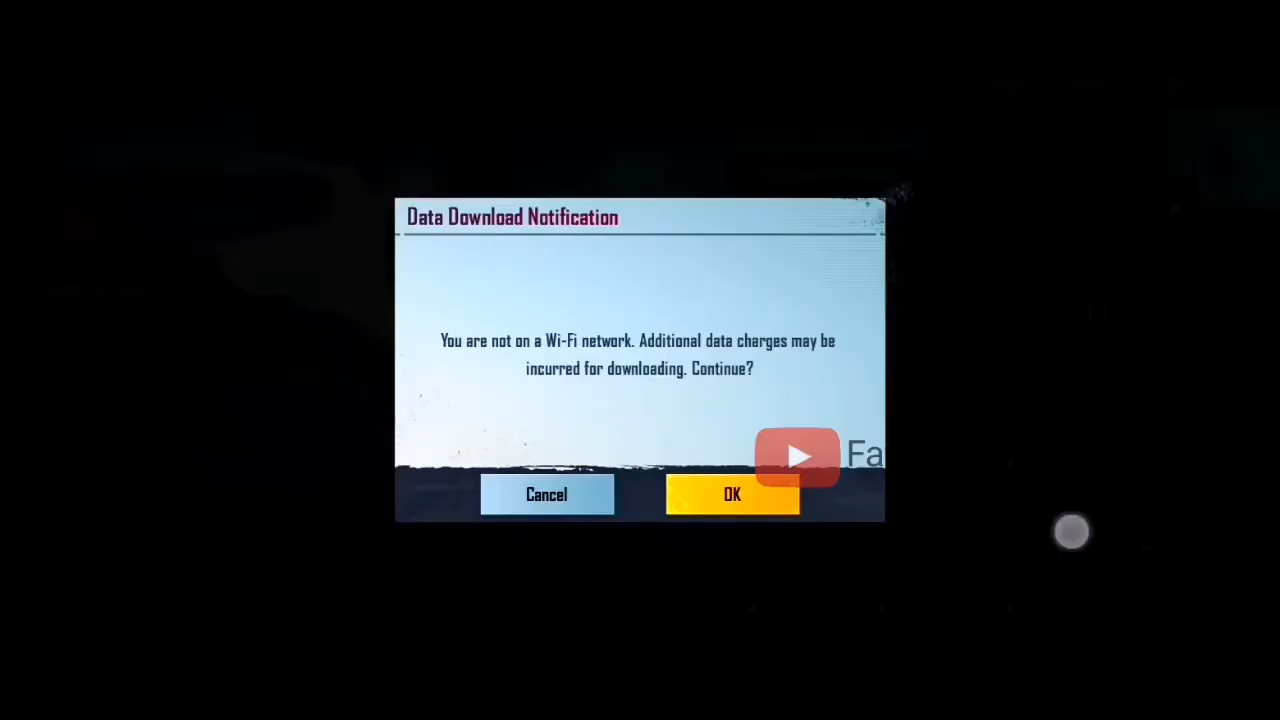 Data Download Notification
You are not on a Wi-Fi network. Additional data charges may be
incurred for downloading. Continue?
Fa
Cancel
OK